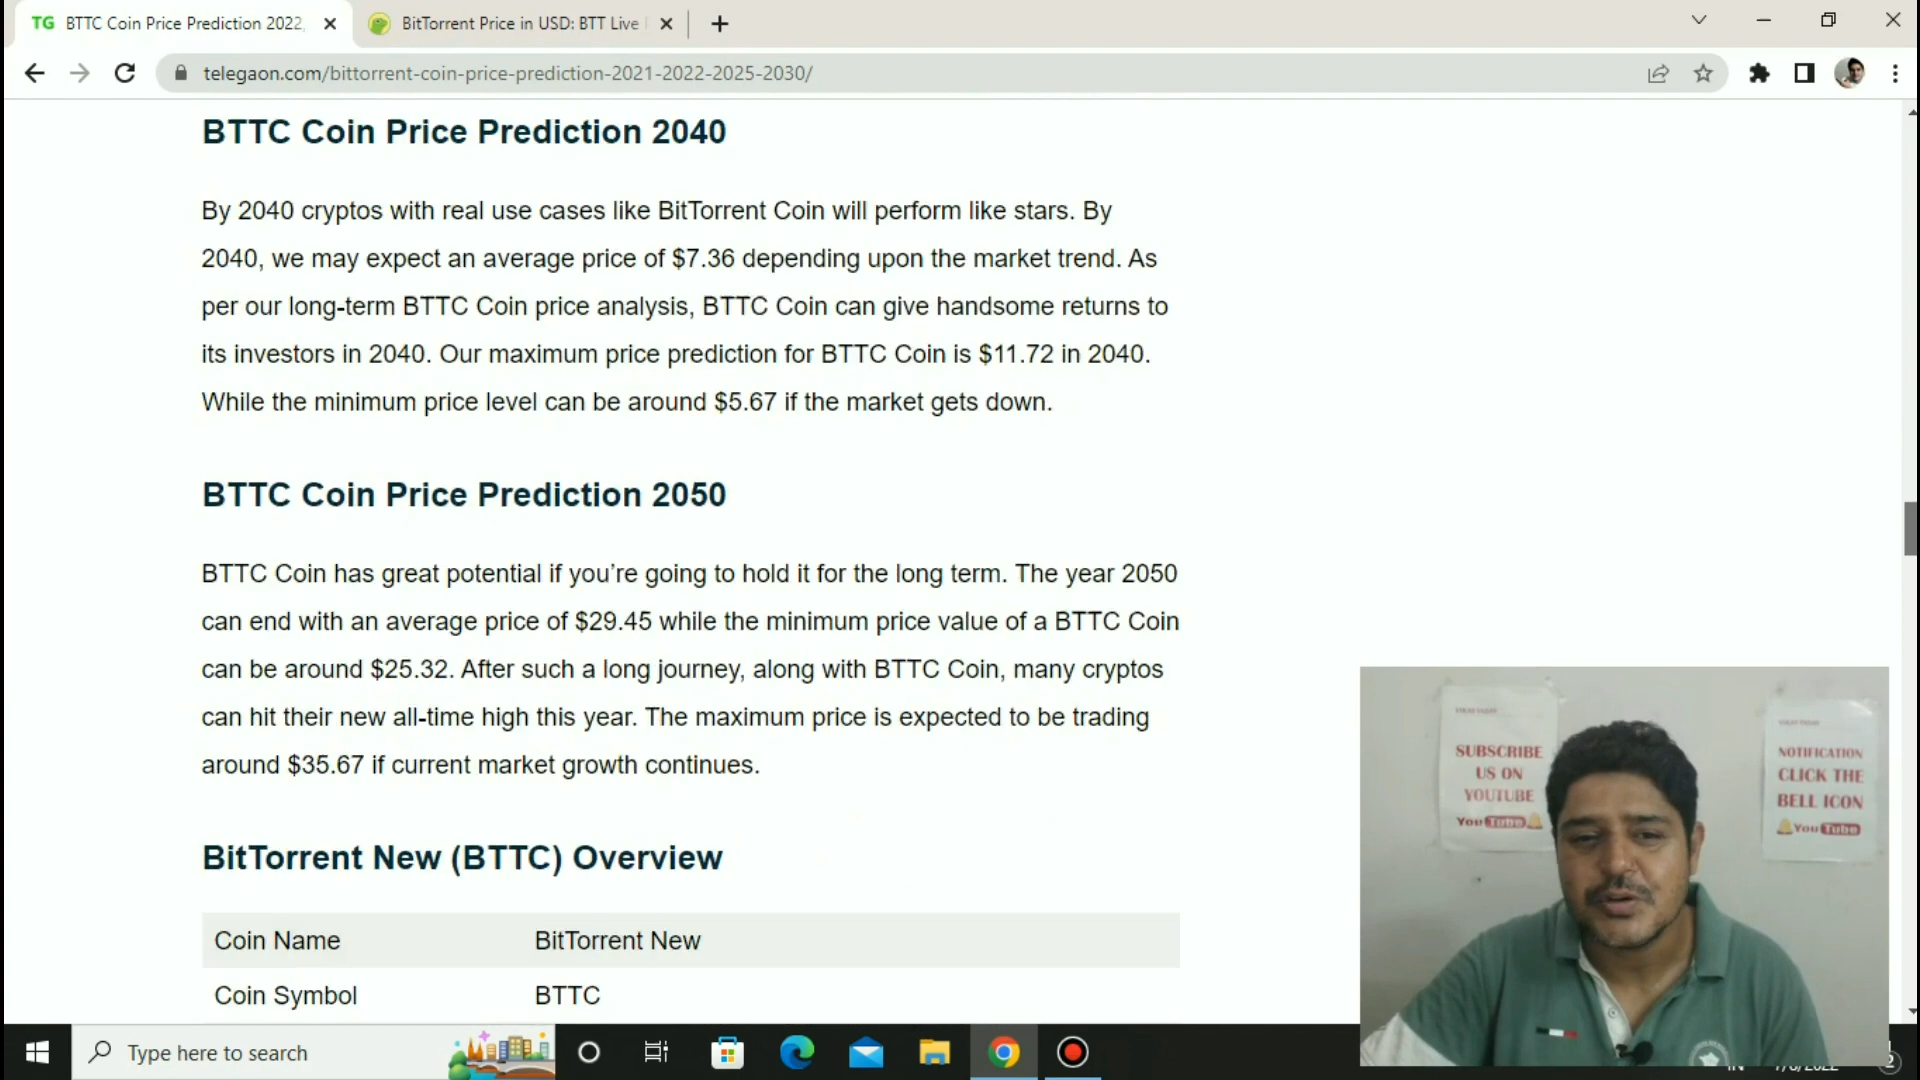 TG BTTC Coin Price Prediction 2022,
BitTorrent Price in USD: BTT Live
telegaon.com/bittorrent-coin-price-prediction-2021-2022-2025-2030/
BTTC Coin Price Prediction 2040
By 2040 cryptos with real use cases like BitTorrent Coin will perform like stars. By
2040, we may expect an average price of $7.36 depending upon the market trend. As
per our long-term BTTC Coin price analysis, BTTC Coin can give handsome returns to
its investors in 2040. Our maximum price prediction for BTTC Coin is $11.72 in 2040.
While the minimum price level can be around $5.67 if the market gets down.
BTTC Coin Price Prediction 2050
BTTC Coin has great potential if you’re going to hold it for the long term. The year 2050
can end with an average price of $29.45 while the minimum price value of a BTTC Coin
can be around $25.32. After such a long journey, along with BTTC Coin, many cryptos
can hit their new all-time high this year. The maximum price is expected to be trading
around $35.67 if current market growth continues.
BitTorrent New (BTTC) Overview
Coin Name BitTorrent New
Coin Symbol BTTC
SUBSCRIBE
US ON
YOUTUBE
YouTube
NOTIFICATION
CLICK THE
BELL ICON
YouTube
Type here to search